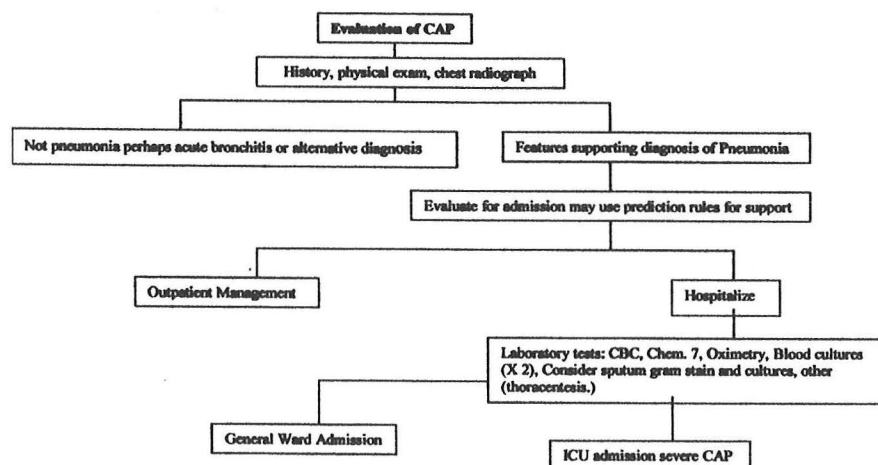 Evaluation of CAP
History, physical exam, chest radiograph
Not pneumonia perhaps acute bronchitis or alternative diagnosis
Features supporting diagnosis of Pneumonia
Evaluate for admission may use prediction rules for support
Outpatient Management
Hospitalize
Laboratory tests: CBC, Chem. 7, Oximetry, Blood cultures
(X 2), Consider sputum gram stain and cultures, other
(thoracentesis.)
General Ward Admission
ICU admission severe CAP